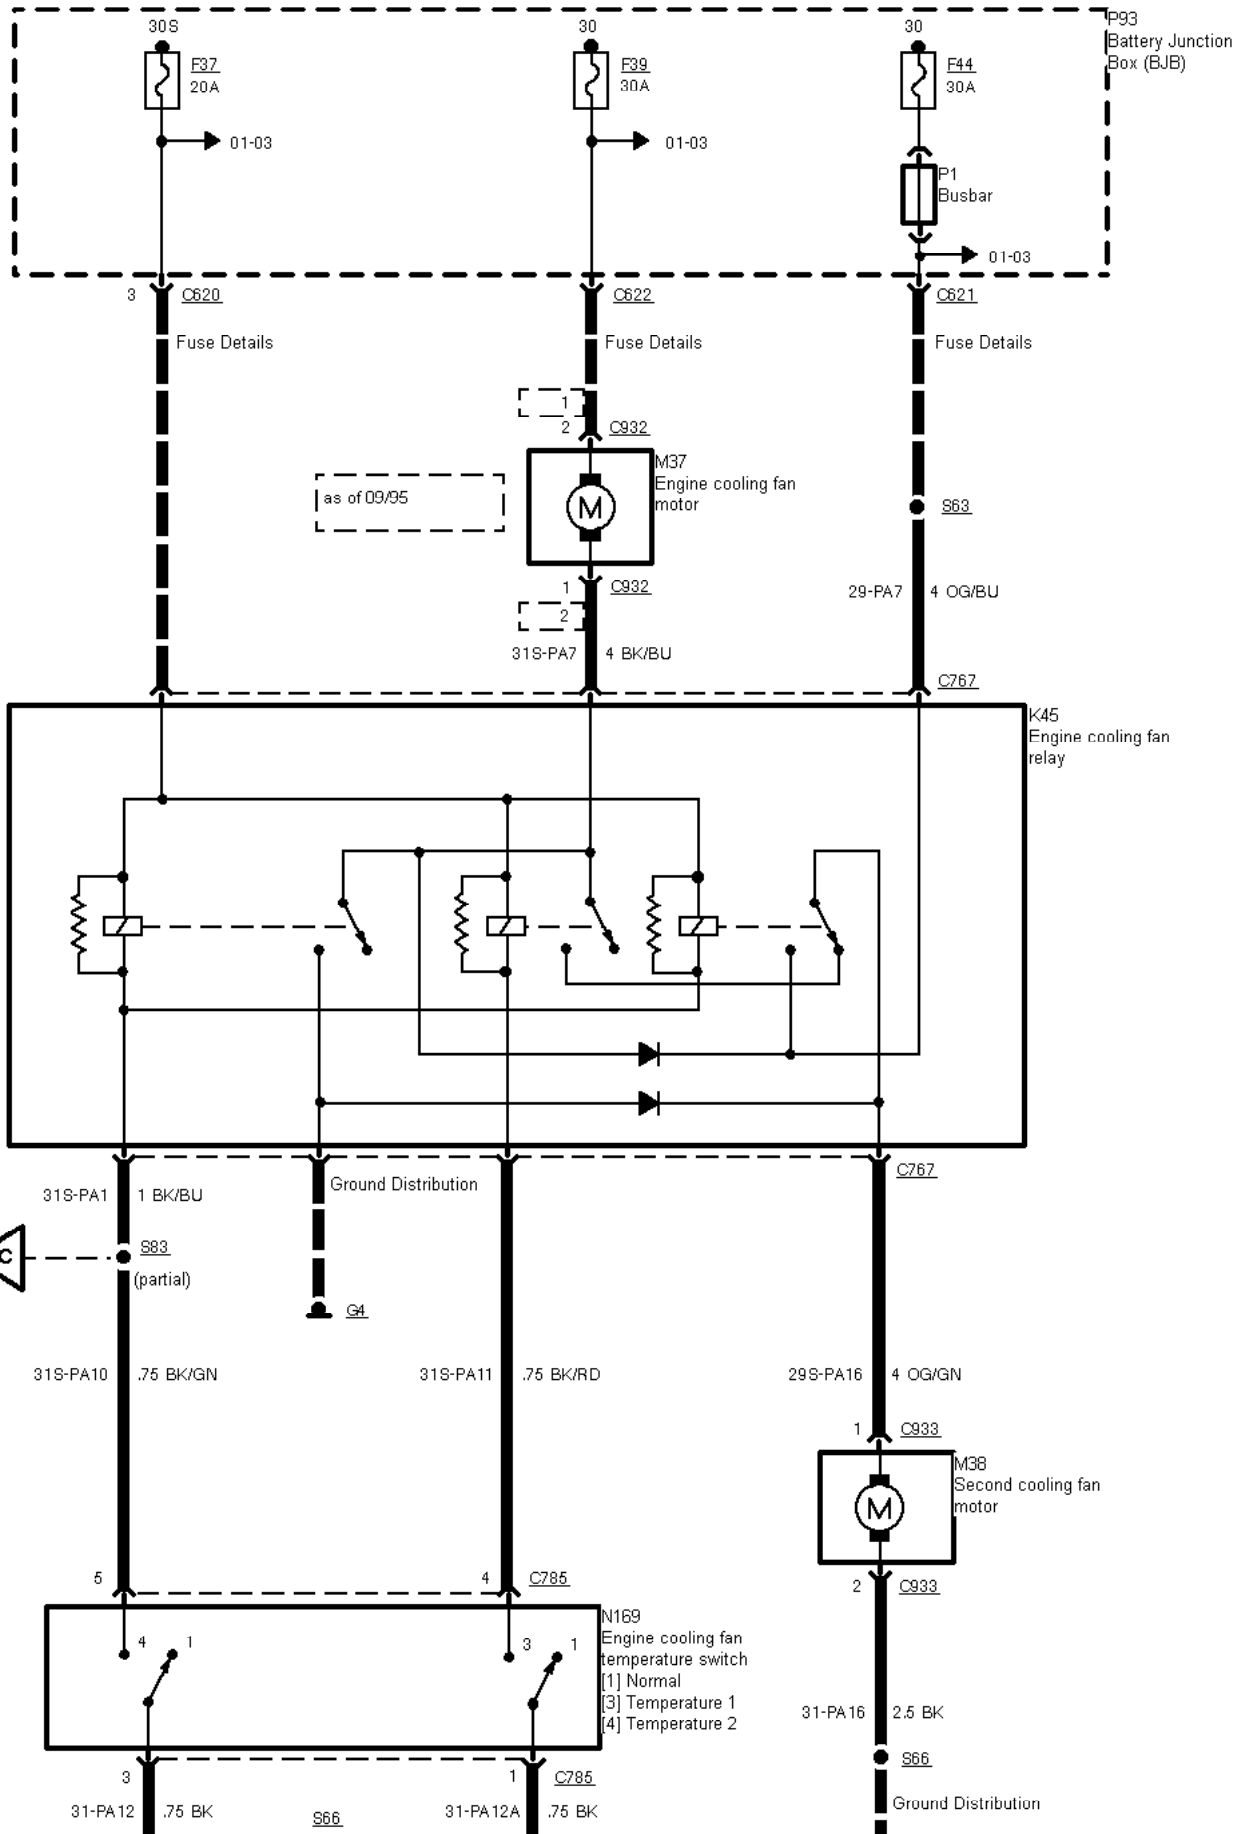 30S
30
30
P93
Battery Junction
Box (BJB)
F37
20A
F39
30A
F44
30A
01-03
01-03
P1
Busbar
01-03
3
C620
C622
C621
Fuse Details
Fuse Details
Fuse Details
1
2
C932
M37
Engine cooling fan
motor
as of 09/95
M
S63
1
C932
2
29-PA7
4 OG/BU
31S-PA7
4 BK/BU
C767
K45
Engine cooling fan
relay
C767
31S-PA1
1 BK/BU
Ground Distribution
C
S83
(partial)
G4
31S-PA10
.75 BK/GN
31S-PA11
.75 BK/RD
29S-PA16
4 OG/GN
1
C933
M38
Second cooling fan
motor
M
5
4
C785
2
C933
N169
Engine cooling fan
temperature switch
[1] Normal
[3] Temperature 1
[4] Temperature 2
4
1
3
1
31-PA16
2.5 BK
S66
3
1
C785
31-PA12
.75 BK
S66
31-PA12A
.75 BK
Ground Distribution